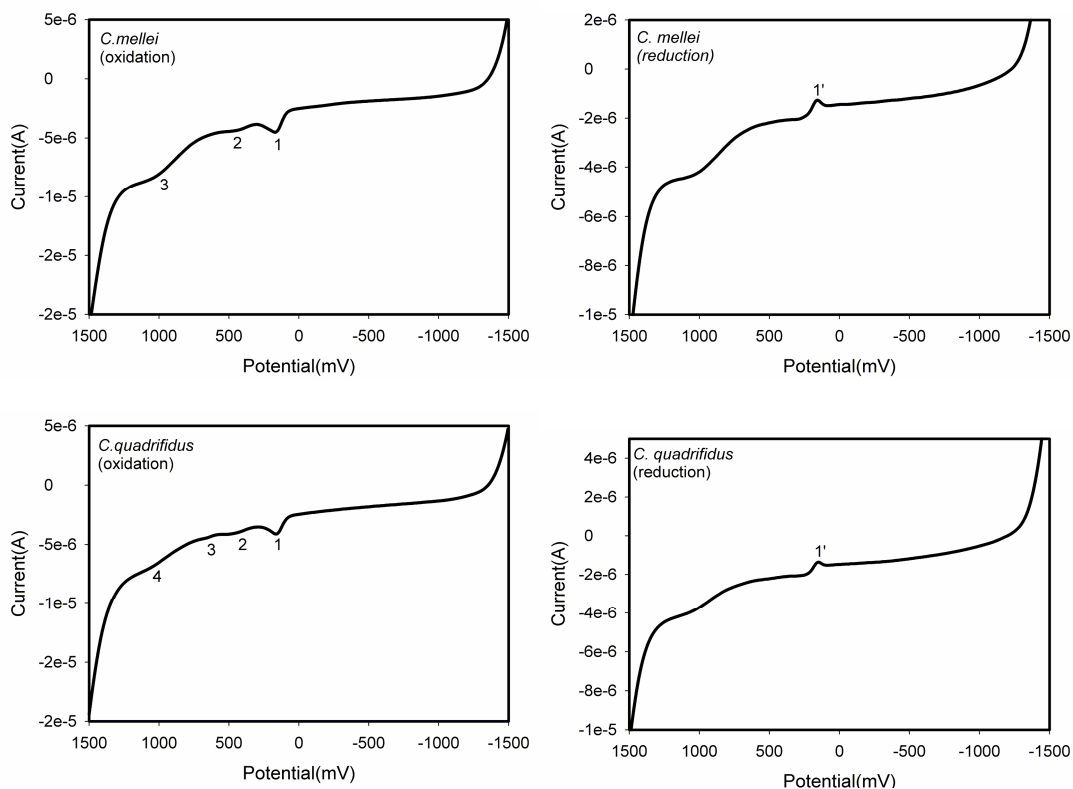 5e-6
C.mellei
(oxidation)
0
-5e-6
-1e-5
-2e-5
-2e-5
2
1
3
1500 1000 500 0 -500 -1000 -1500
Potential(mV)
Current(A)
2e-6
C. mellei
(reduction)
0
-2e-6
-4e-6
-6e-6
-8e-6
-1e-5
1'
1500 1000 500 0 -500 -1000 -1500
Potential(mV)
Current(A)
5e-6
C.quadrifidus
(oxidation)
0
-5e-6
-1e-5
-2e-5
-2e-5
3 2 1
4
1500 1000 500 0 -500 -1000 -1500
Potential(mV)
Current(A)
C. quadrifidus
(reduction)
4e-6
2e-6
0
-2e-6
-4e-6
-6e-6
-8e-6
-1e-5
1'
1500 1000 500 0 -500 -1000 -1500
Potential(mV)
Current(A)